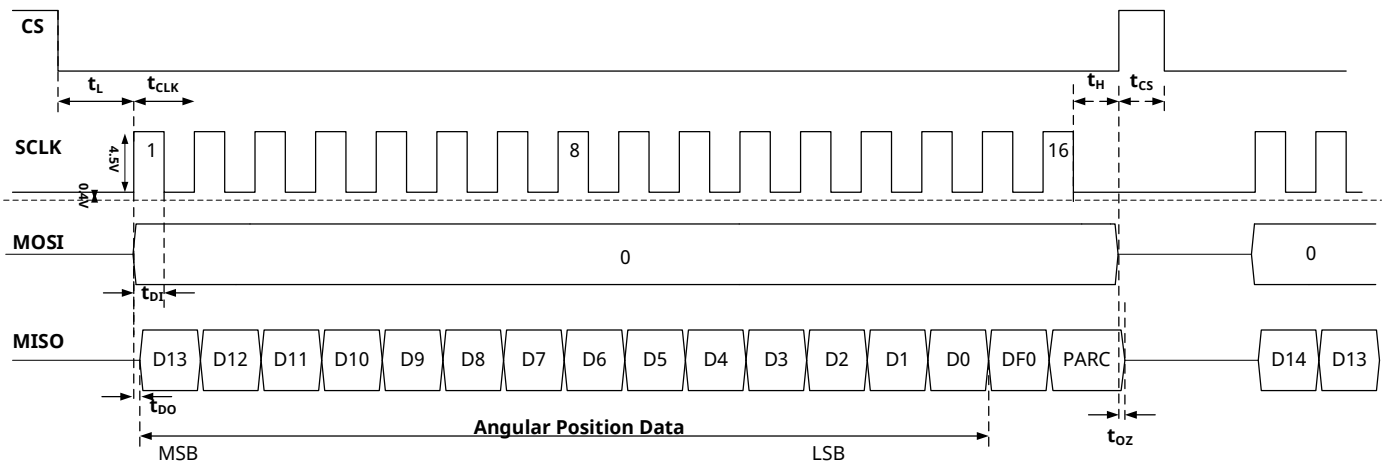 CS
tL
tCLK
tH
tCS
SCLK
4.5V
1
8
16
0.4V
MOSI
0
0
tDI
MISO
D13 D12 D11 D10 D9 D8 D7 D6 D5 D4 D3 D2 D1 D0 DF0 PARC D14 D13
tDO
Angular Position Data
tOZ
MSB
LSB